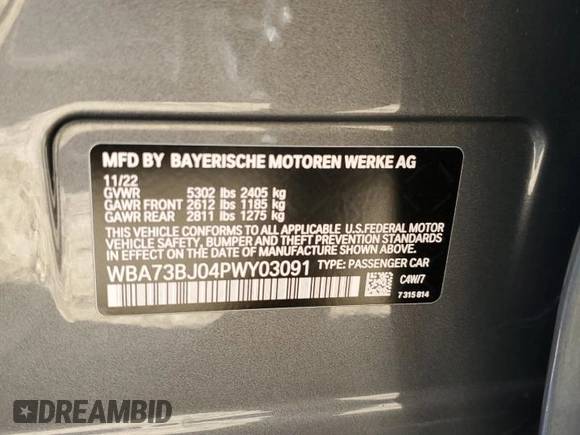 MFD BY BAYERISCHE MOTOREN WERKE AG
11/22
GVWR 5302 lbs 2405 kg
GAWR FRONT 2612 lbs 1185 kg
GAWR REAR 2811 lbs 1275 kg
THIS VEHICLE CONFORMS TO ALL APPLICABLE U.S. FEDERAL MOTOR
VEHICLE SAFETY, BUMPER AND THEFT PREVENTION STANDARDS
IN EFFECT ON THE DATE OF MANUFACTURE SHOWN ABOVE.
WBA73BJ04PWY03091 TYPE: PASSENGER CAR
C4W/7
7 315 814
DREAMBID